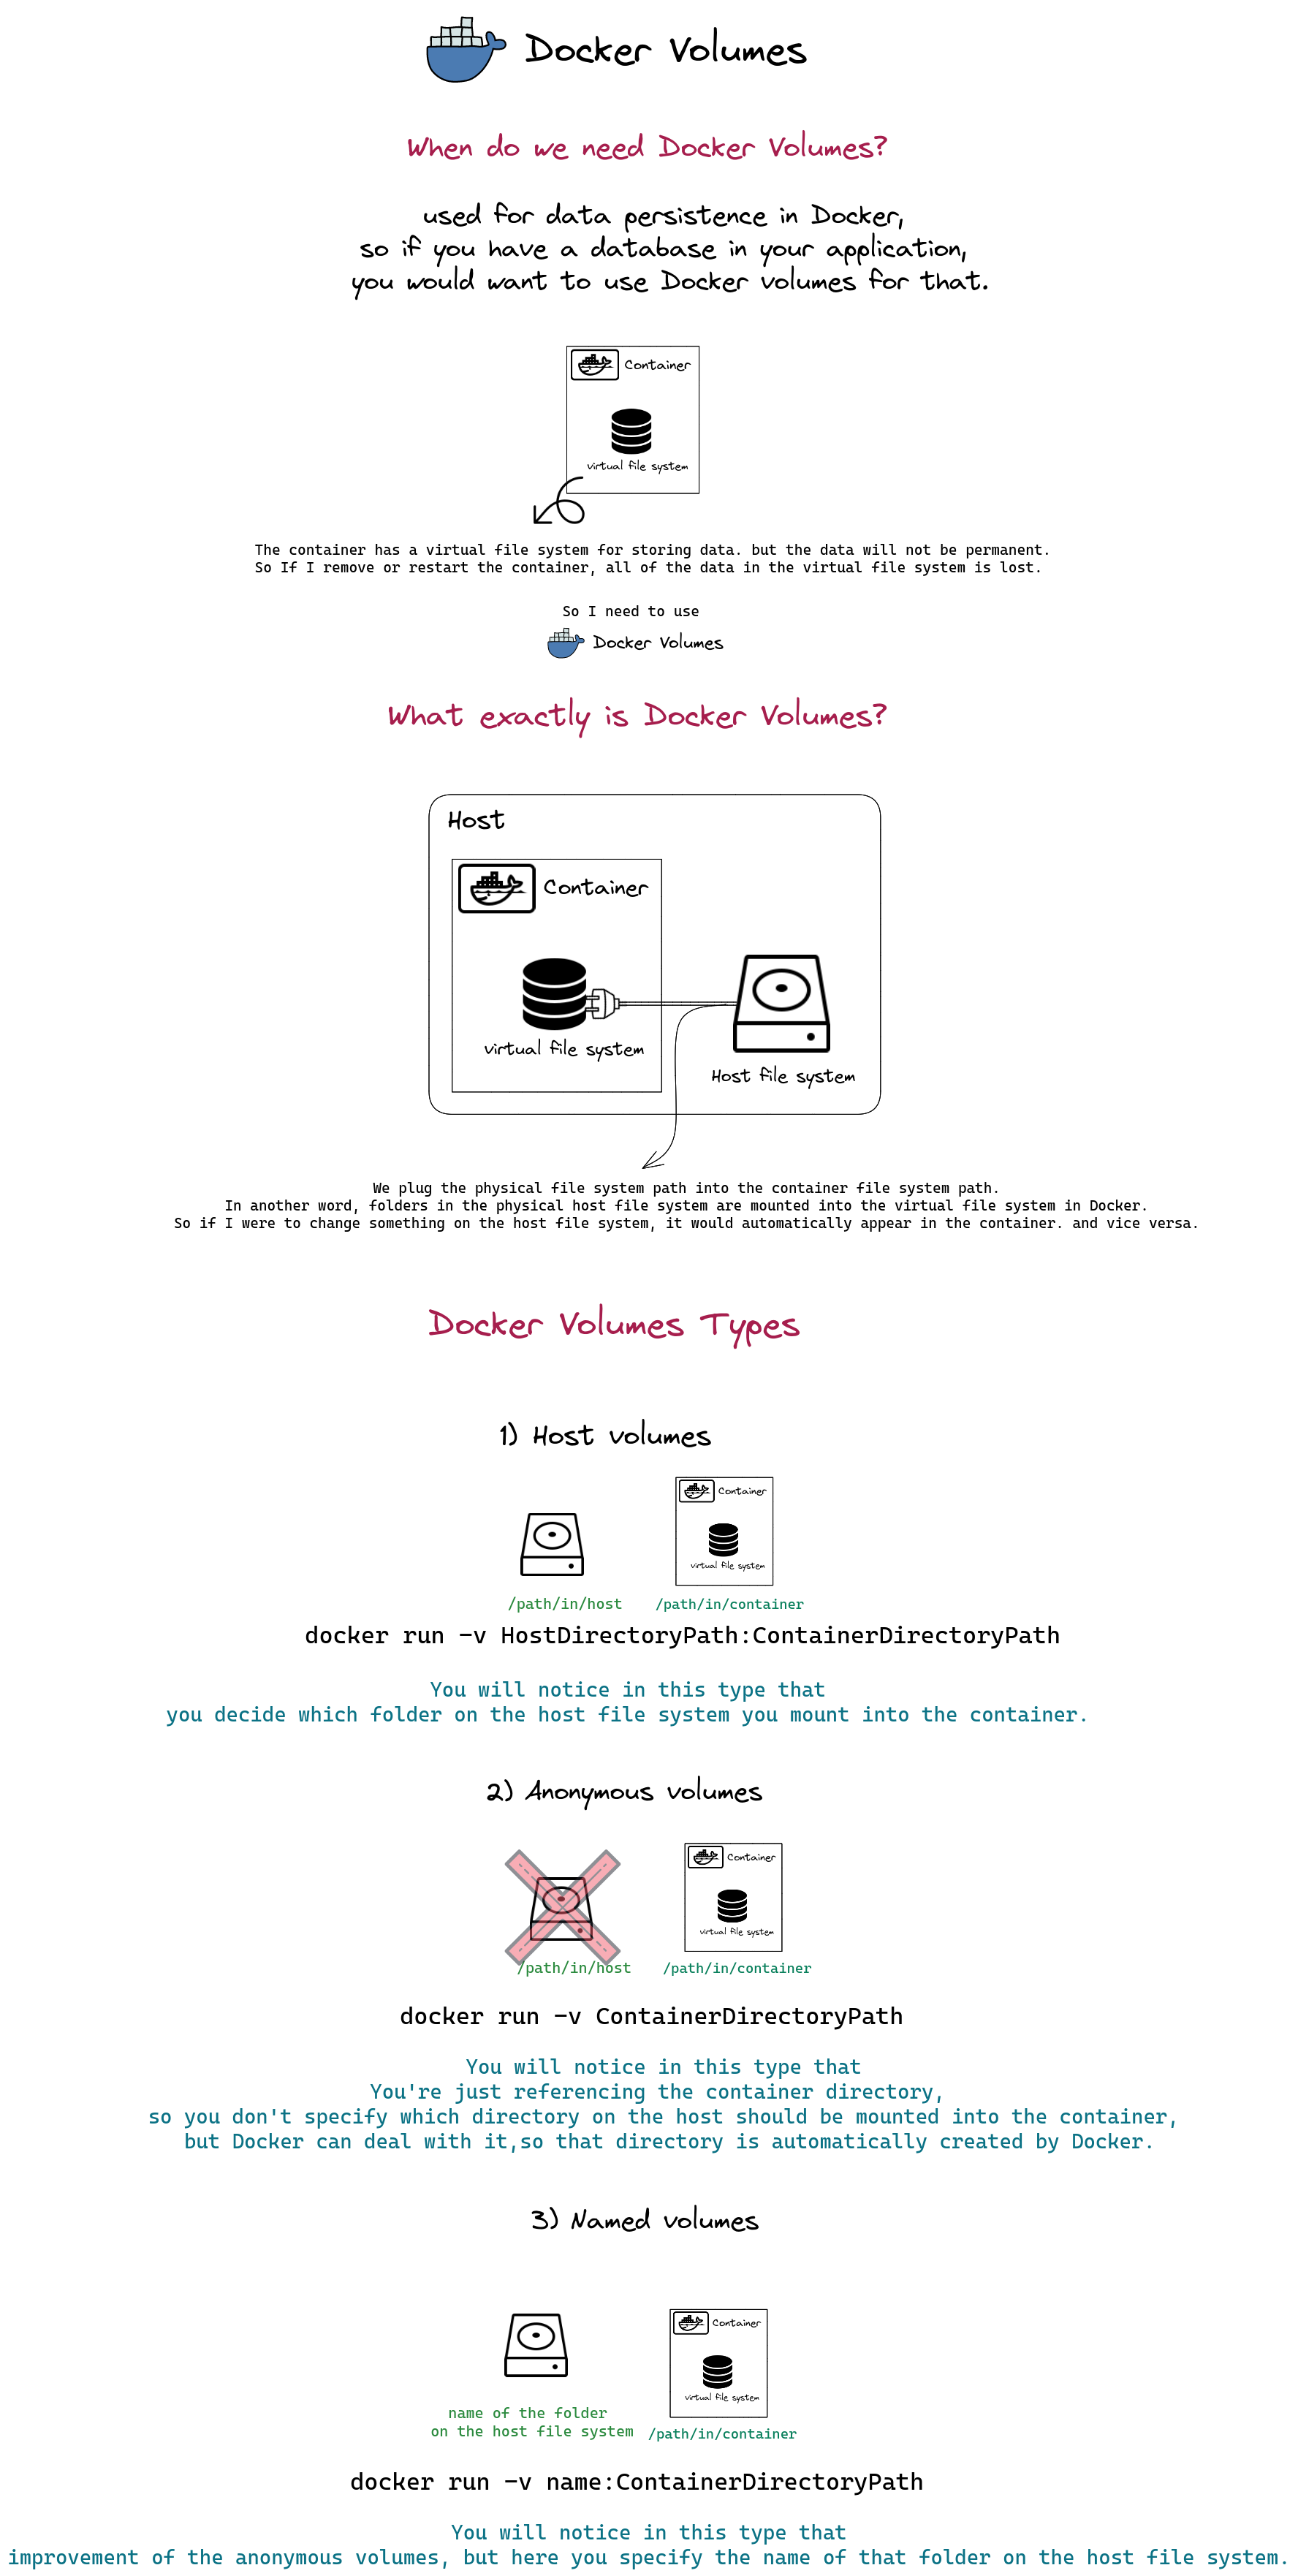 Docker Volumes
When do we need Docker Volumes?
used for data persistence in Docker,
so if you have a database in your application,
you would want to use Docker volumes for that.
Container
virtual file system
The container has a virtual file system for storing data. but the data will not be permanent.
So If I remove or restart the container, all of the data in the virtual file system is lost.
So I need to use
Docker Volumes
What exactly is Docker Volumes?
Host
Container
virtual file system
Host file system
We plug the physical file system path into the container file system path.
In another word, folders in the physical host file system are mounted into the virtual file system in Docker.
So if I were to change something on the host file system, it would automatically appear in the container. and vice versa.
Docker Volumes Types
1) Host volumes
Container
virtual file system
/path/in/host
/path/in/container
docker run -v HostDirectoryPath:ContainerDirectoryPath
You will notice in this type that
you decide which folder on the host file system you mount into the container.
2) Anonymous volumes
Container
virtual file system
/path/in/host
/path/in/container
docker run -v ContainerDirectoryPath
You will notice in this type that
You're just referencing the container directory,
so you don't specify which directory on the host should be mounted into the container,
but Docker can deal with it,so that directory is automatically created by Docker.
3) Named volumes
Container
virtual file system
name of the folder
on the host file system
/path/in/container
docker run -v name:ContainerDirectoryPath
You will notice in this type that
improvement of the anonymous volumes, but here you specify the name of that folder on the host file system.